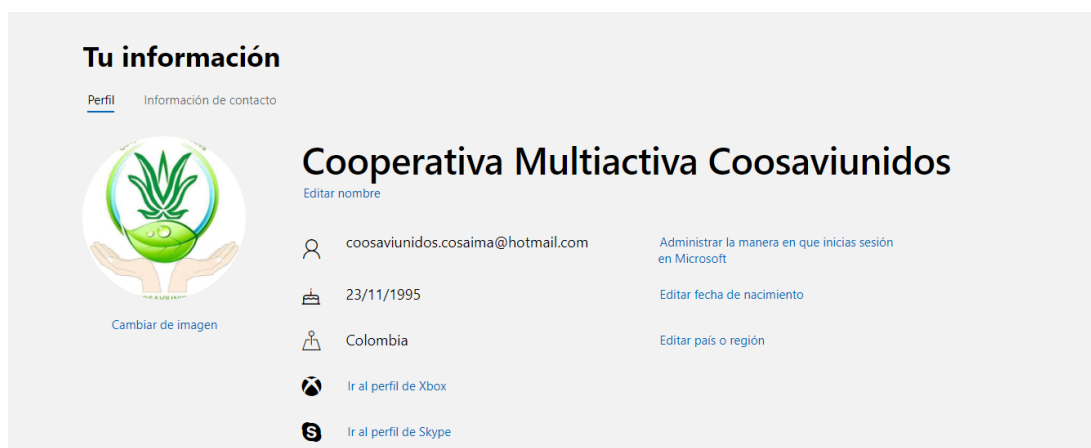 Tu información
Perfil
Información de contacto
Cooperativa Multiactiva Coosaviunidos
Editar nombre
coosaviunidos.cosaima@hotmail.com
Administrar la manera en que inicias sesión
en Microsoft
23/11/1995
Editar fecha de nacimiento
Cambiar de imagen
Colombia
Editar país o región
Ir al perfil de Xbox
Ir al perfil de Skype